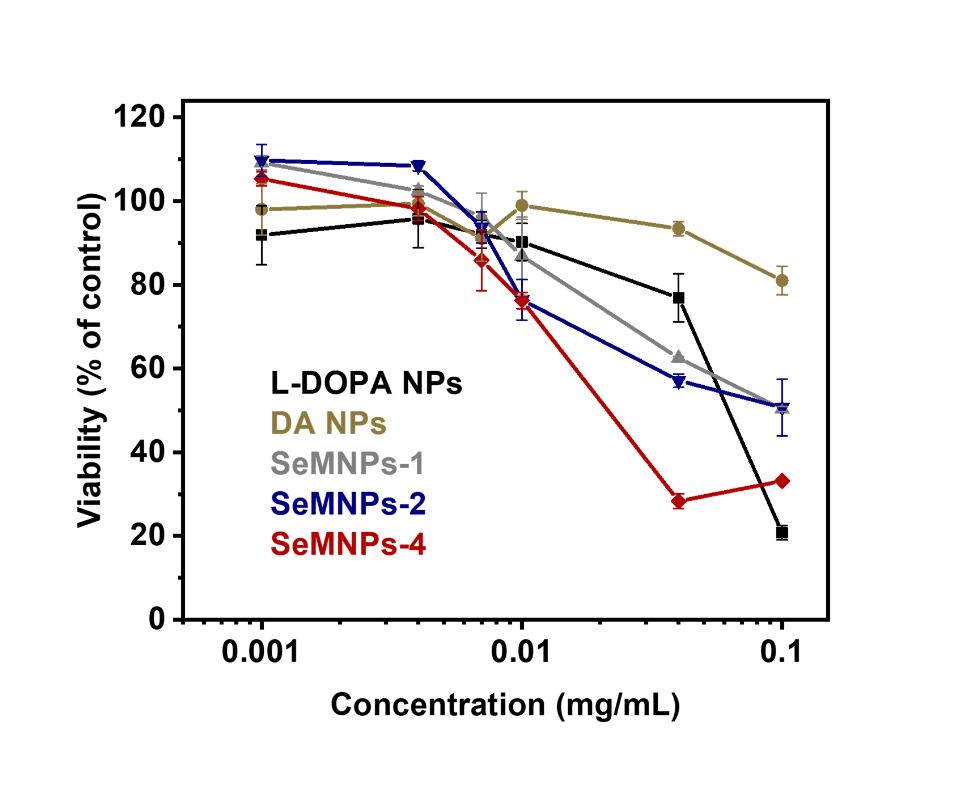 120
100
80
60
40
20
0
Viability (% of control)
L-DOPA NPs
DA NPs
SeMNPs-1
SeMNPs-2
SeMNPs-4
0.001 0.01 0.1
Concentration (mg/mL)